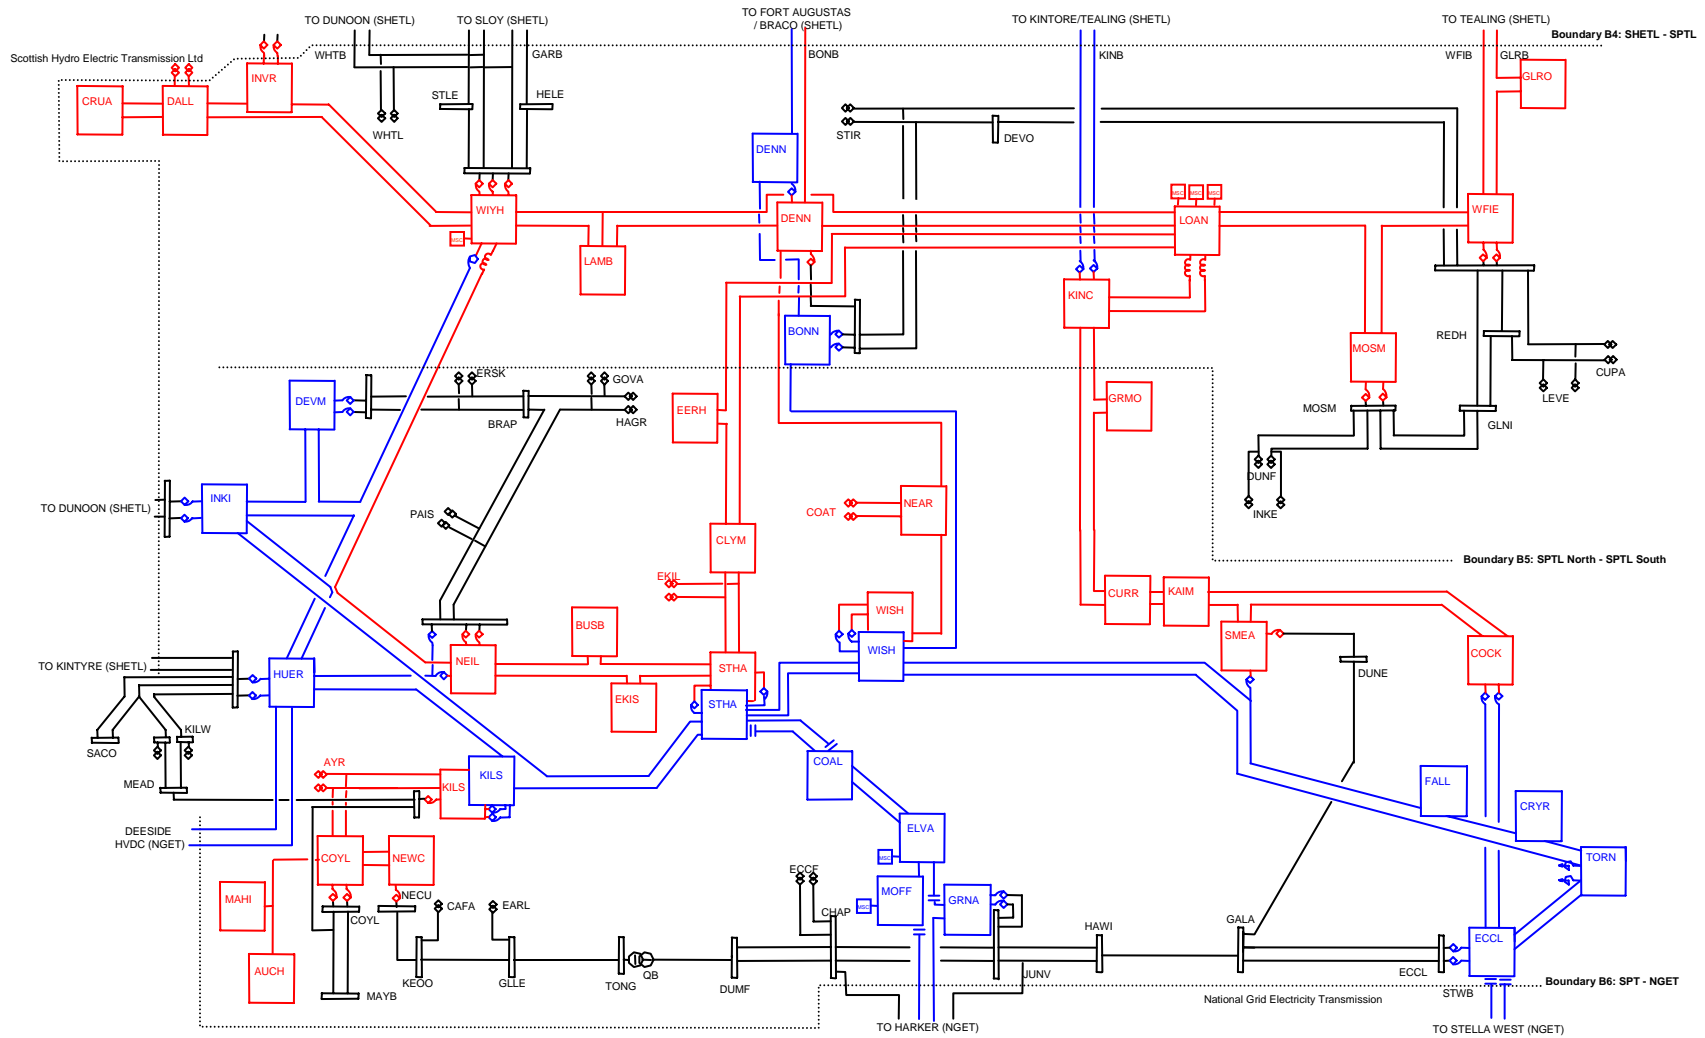 TO DUNOON (SHETL)
TO SLOY (SHETL)
TO FORT AUGUSTAS
/ BRACO (SHETL)
TO KINTORE/TEALING (SHETL)
TO TEALING (SHETL)
Boundary B4: SHETL - SPTL
Scottish Hydro Electric Transmission Ltd
WHTB
GARB
BONB
KINB
WFIB
GLRB
INVR
GLRO
CRUA
DALL
STLE
HELE
WHTL
STIR
DEVO
DENN
MSC
MSC
MSC
WIYH
DENN
LOAN
WFIE
MSC
LAMB
KINC
BONN
REDH
MOSM
CUPA
ERSK
GOVA
DEVM
EERH
GRMO
LEVE
BRAP
HAGR
MOSM
GLNI
DUNF
INKI
NEAR
TO DUNOON (SHETL)
PAIS
COAT
INKE
CLYM
Boundary B5: SPTL North - SPTL South
EKIL
CURR
KAIM
WISH
BUSB
SMEA
WISH
NEIL
STHA
COCK
TO KINTYRE (SHETL)
HUER
DUNE
EKIS
STHA
KILW
SACO
AYR
COAL
KILS
KILS
MEAD
FALL
CRYR
DEESIDE
HVDC (NGET)
ELVA
COYL
NEWC
MSC
TORN
ECCF
MOFF
NECU
MAHI
GRNA
CAFA
EARL
MSC
COYL
CHAP
GALA
HAWI
ECCL
AUCH
ECCL
JUNV
KEOO
GLLE
TONG
QB
DUMF
MAYB
STWB
Boundary B6: SPT - NGET
National Grid Electricity Transmission
TO HARKER (NGET)
TO STELLA WEST (NGET)